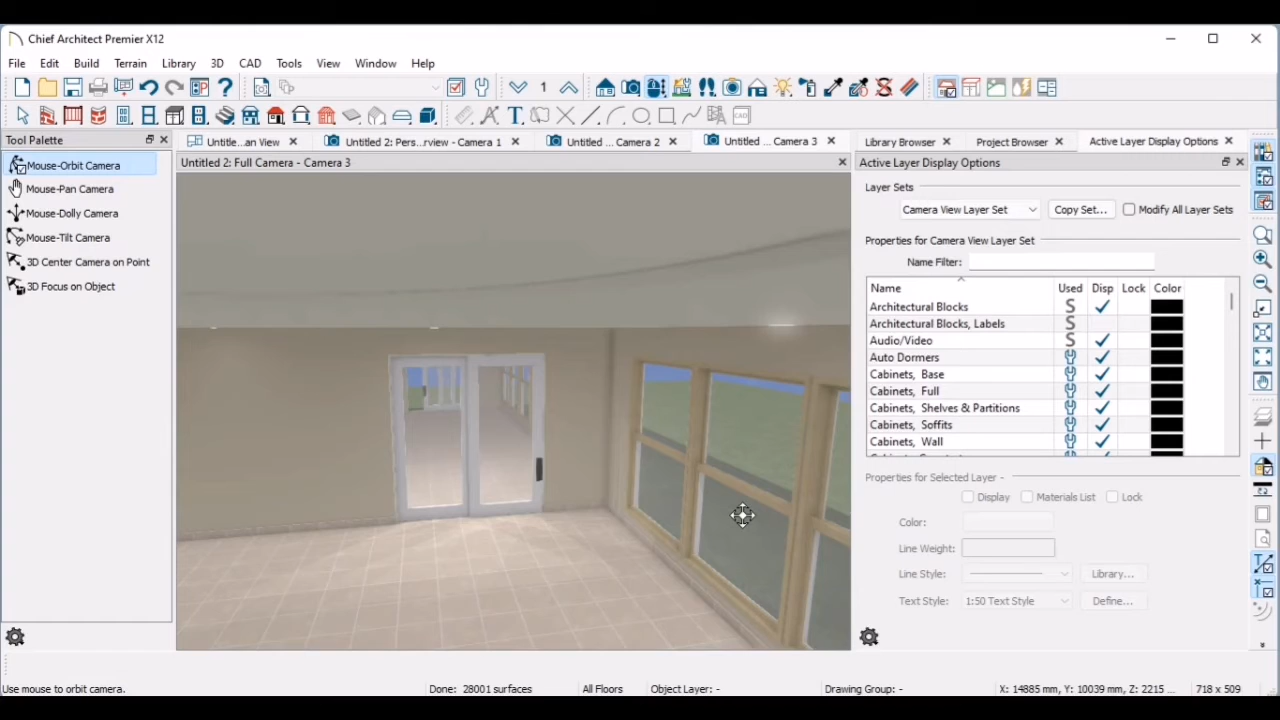 Chief Architect Premier X12
File Edit Build Terrain Library 3D CAD Tools View Window Help
1
Tool Palette
Untitle...an View Untitled 2: Pers...rview - Camera 1 Untitled ... Camera 2 Untitled ... Camera 3 Library Browser Project Browser Active Layer Display Options
Untitled 2: Full Camera - Camera 3
Active Layer Display Options
Mouse-Orbit Camera
Mouse-Pan Camera
Mouse-Dolly Camera
Mouse-Tilt Camera
3D Center Camera on Point
3D Focus on Object
Layer Sets
Camera View Layer Set Copy Set... Modify All Layer Sets
Properties for Camera View Layer Set
Name Filter:
Name Used Disp Lock Color
Architectural Blocks S
Architectural Blocks, Labels S
Audio/Video S
Auto Dormers
Cabinets, Base
Cabinets, Full
Cabinets, Shelves & Partitions
Cabinets, Soffits
Cabinets, Wall
Properties for Selected Layer -
Display Materials List Lock
Color:
Line Weight:
Line Style: Library...
Text Style: 1:50 Text Style Define...
Use mouse to orbit camera. Done: 28001 surfaces All Floors Object Layer: - Drawing Group: - X: 14885 mm, Y: 10039 mm, Z: 2215 ... 718 x 509